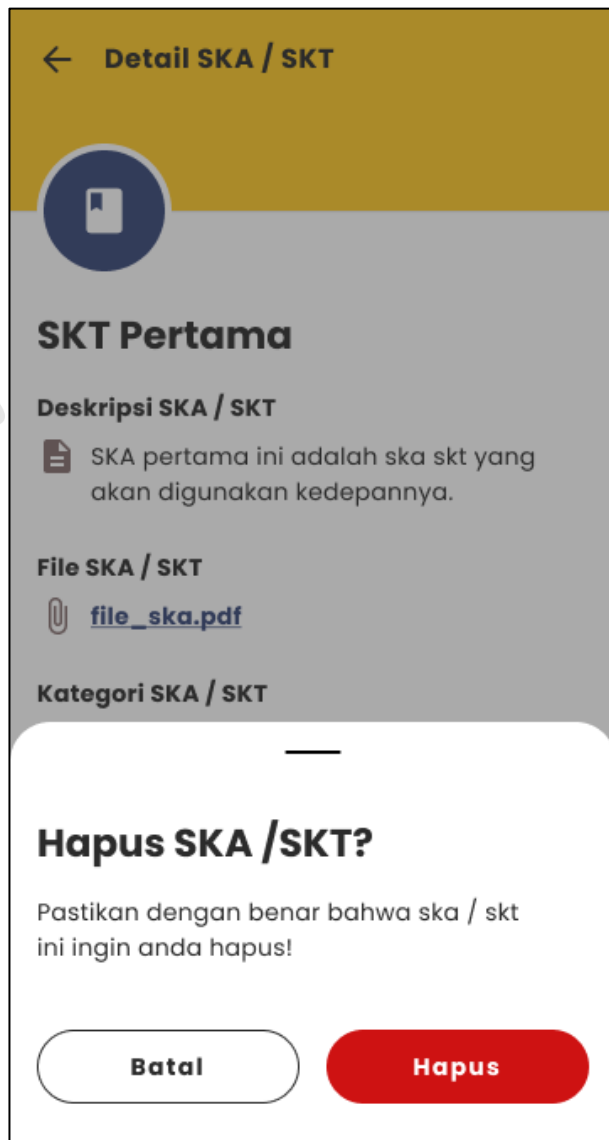 Detail SKA / SKT
SKT Pertama
Deskripsi SKA / SKT
SKA pertama ini adalah ska skt yang
akan digunakan kedepannya.
File SKA / SKT
file_ska.pdf
Kategori SKA / SKT
Hapus SKA /SKT?
Pastikan dengan benar bahwa ska / skt
ini ingin anda hapus!
Batal Hapus